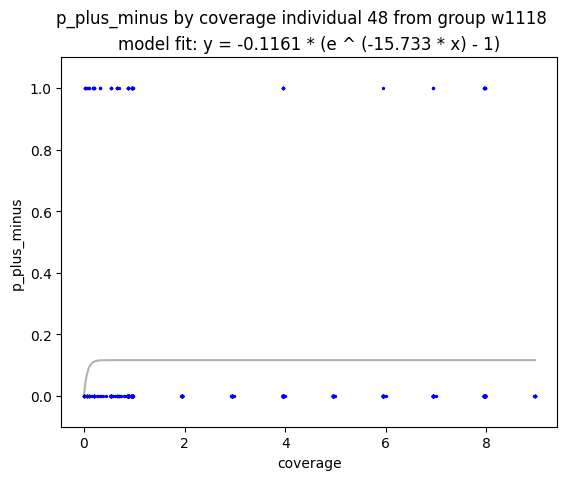 p_plus_minus by coverage individual 48 from group w1118
model fit: y = -0.1161 * (e ^ (-15.733 * x) - 1)
1.0
0.8
0.6
0.4
0.2
0.0
p_plus_minus
0 2 4 6 8
coverage